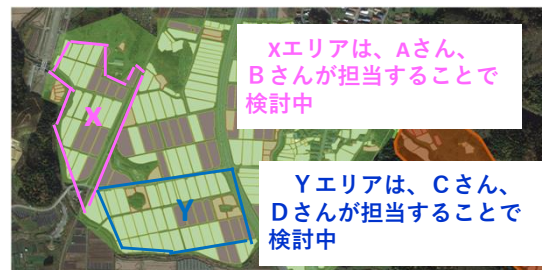 Xエリアは、Aさん、
Ｂさんが担当することで
検討中
X
Ｙエリアは、Ｃさん、
Ｄさんが担当することで
検討中
Y